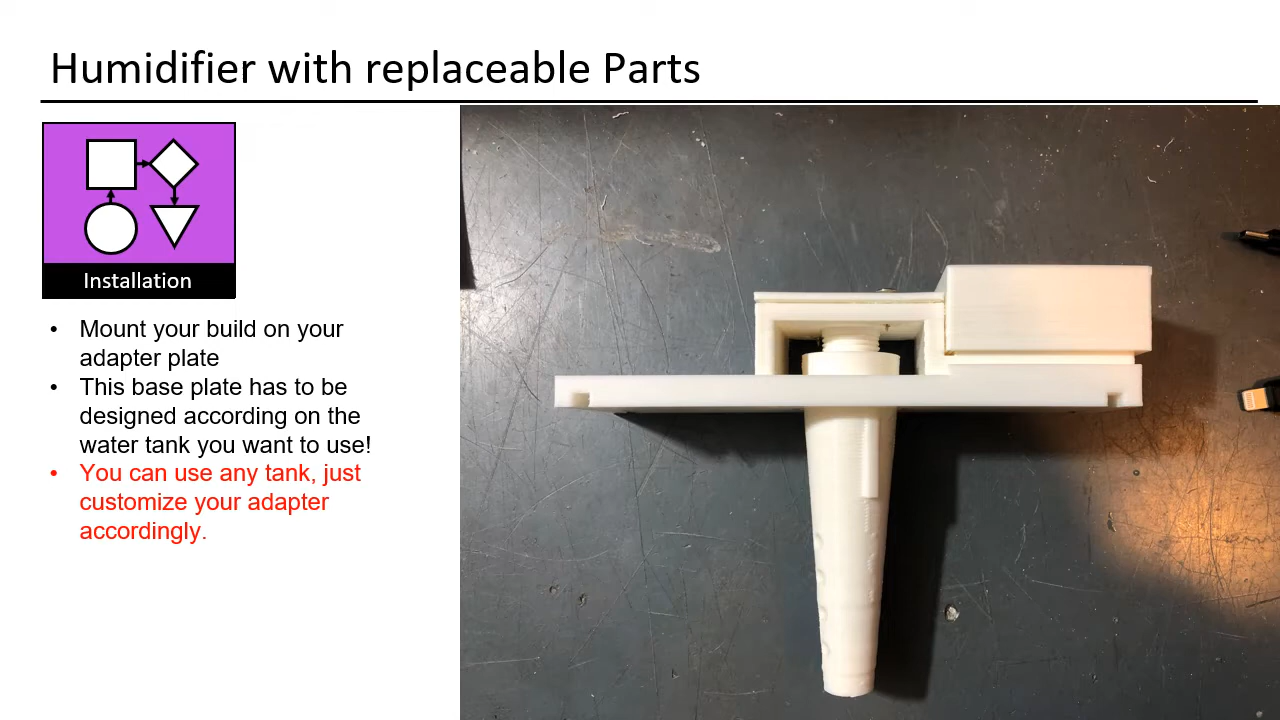 Humidifier with replaceable Parts
Installation
• Mount your build on your
adapter plate
• This base plate has to be
designed according on the
water tank you want to use!
• You can use any tank, just
customize your adapter
accordingly.